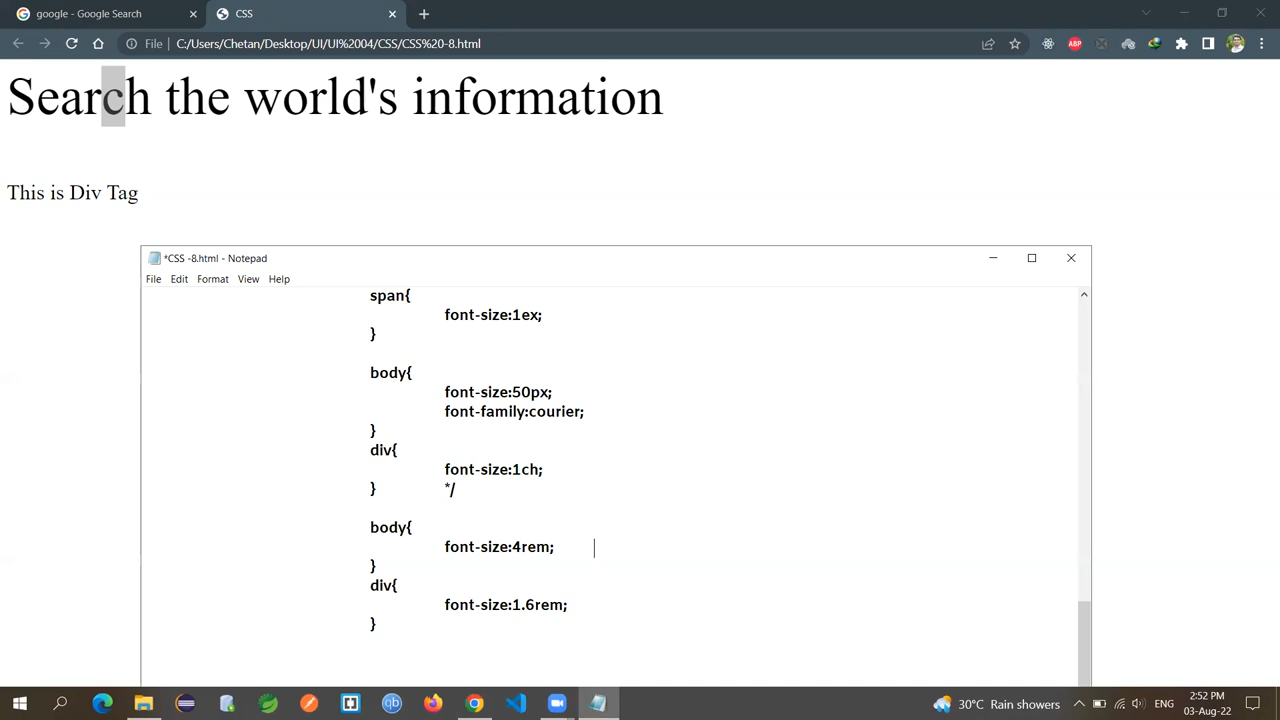 google - Google Search
CSS
File
C:/Users/Chetan/Desktop/UI/UI%2004/CSS/CSS%20-8.html
ABP
Search the world's information
This is Div Tag
*CSS -8.html - Notepad
File Edit Format View Help
span{
font-size:1ex;
}
body{
font-size:50px;
font-family:courier;
}
div{
font-size:1ch;
} */
body{
font-size:4rem;
}
div{
font-size:1.6rem;
}
qb
30°C Rain showers
2:52 PM
03-Aug-22